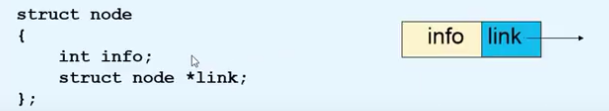 struct node
{
int info;
struct node *link;
};
info link